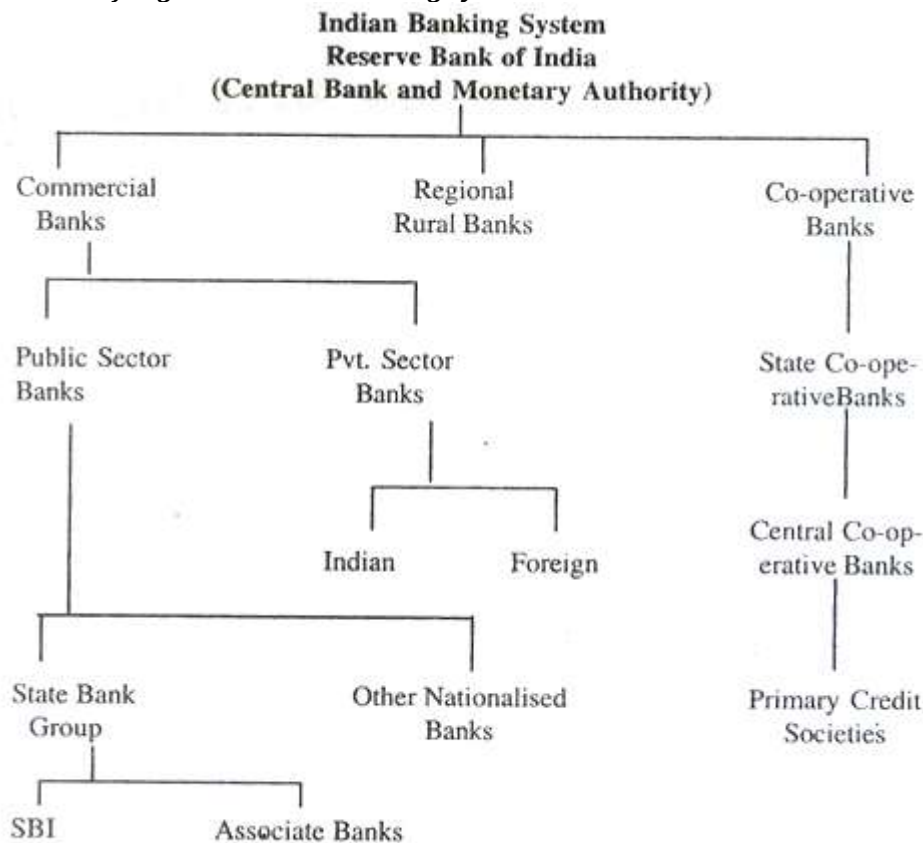 Indian Banking System
Reserve Bank of India
(Central Bank and Monetary Authority)
Commercial
Banks
Regional
Rural Banks
Co-operative
Banks
Public Sector
Banks
Pvt. Sector
Banks
State Co-ope-
rativeBanks
Indian
Foreign
Central Co-op-
erative Banks
State Bank
Group
Other Nationalised
Banks
Primary Credit
Societies
SBI
Associate Banks